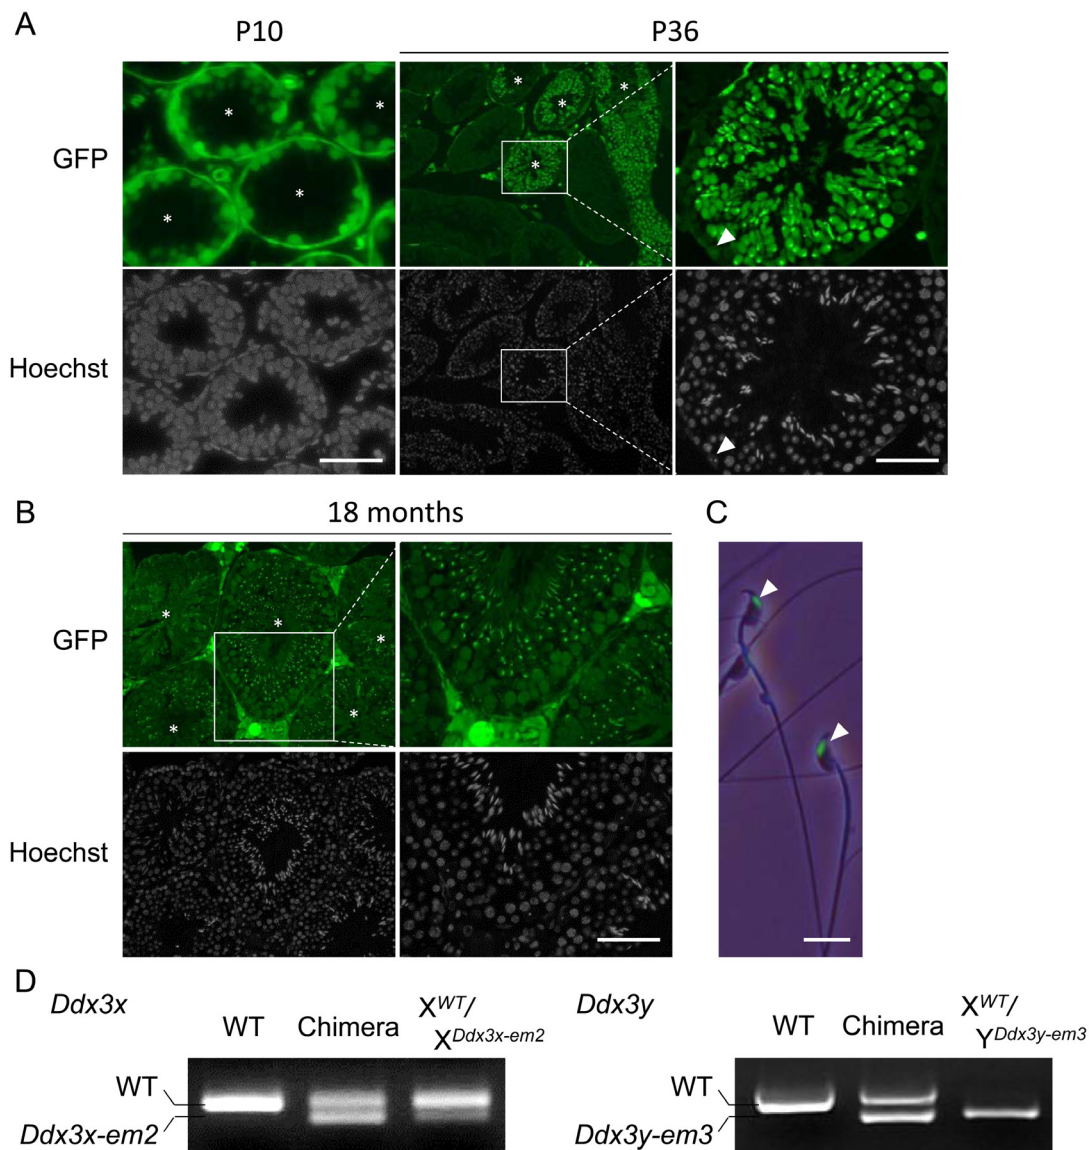 A
P10
P36
GFP
*
*
*
*
*
*
*
*
Hoechst
B
18 months
C
GFP
*
*
*
*
*
Hoechst
D
Ddx3x
WT
Chimera
X^WT/
X^Ddx3x-em2
WT
Ddx3x-em2
Ddx3y
WT
Chimera
X^WT/
Y^Ddx3y-em3
WT
Ddx3y-em3